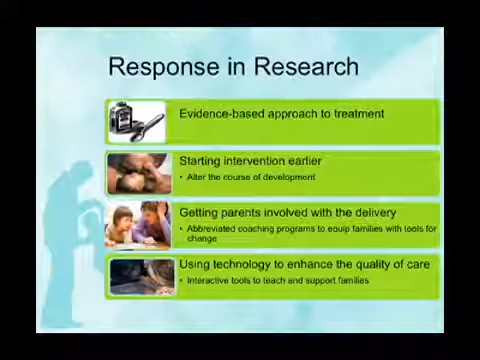 Response in Research
Evidence-based approach to treatment
Starting intervention earlier
• Alter the course of development
Getting parents involved with the delivery
• Abbreviated coaching programs to equip families with tools for
change
Using technology to enhance the quality of care
• Interactive tools to teach and support families